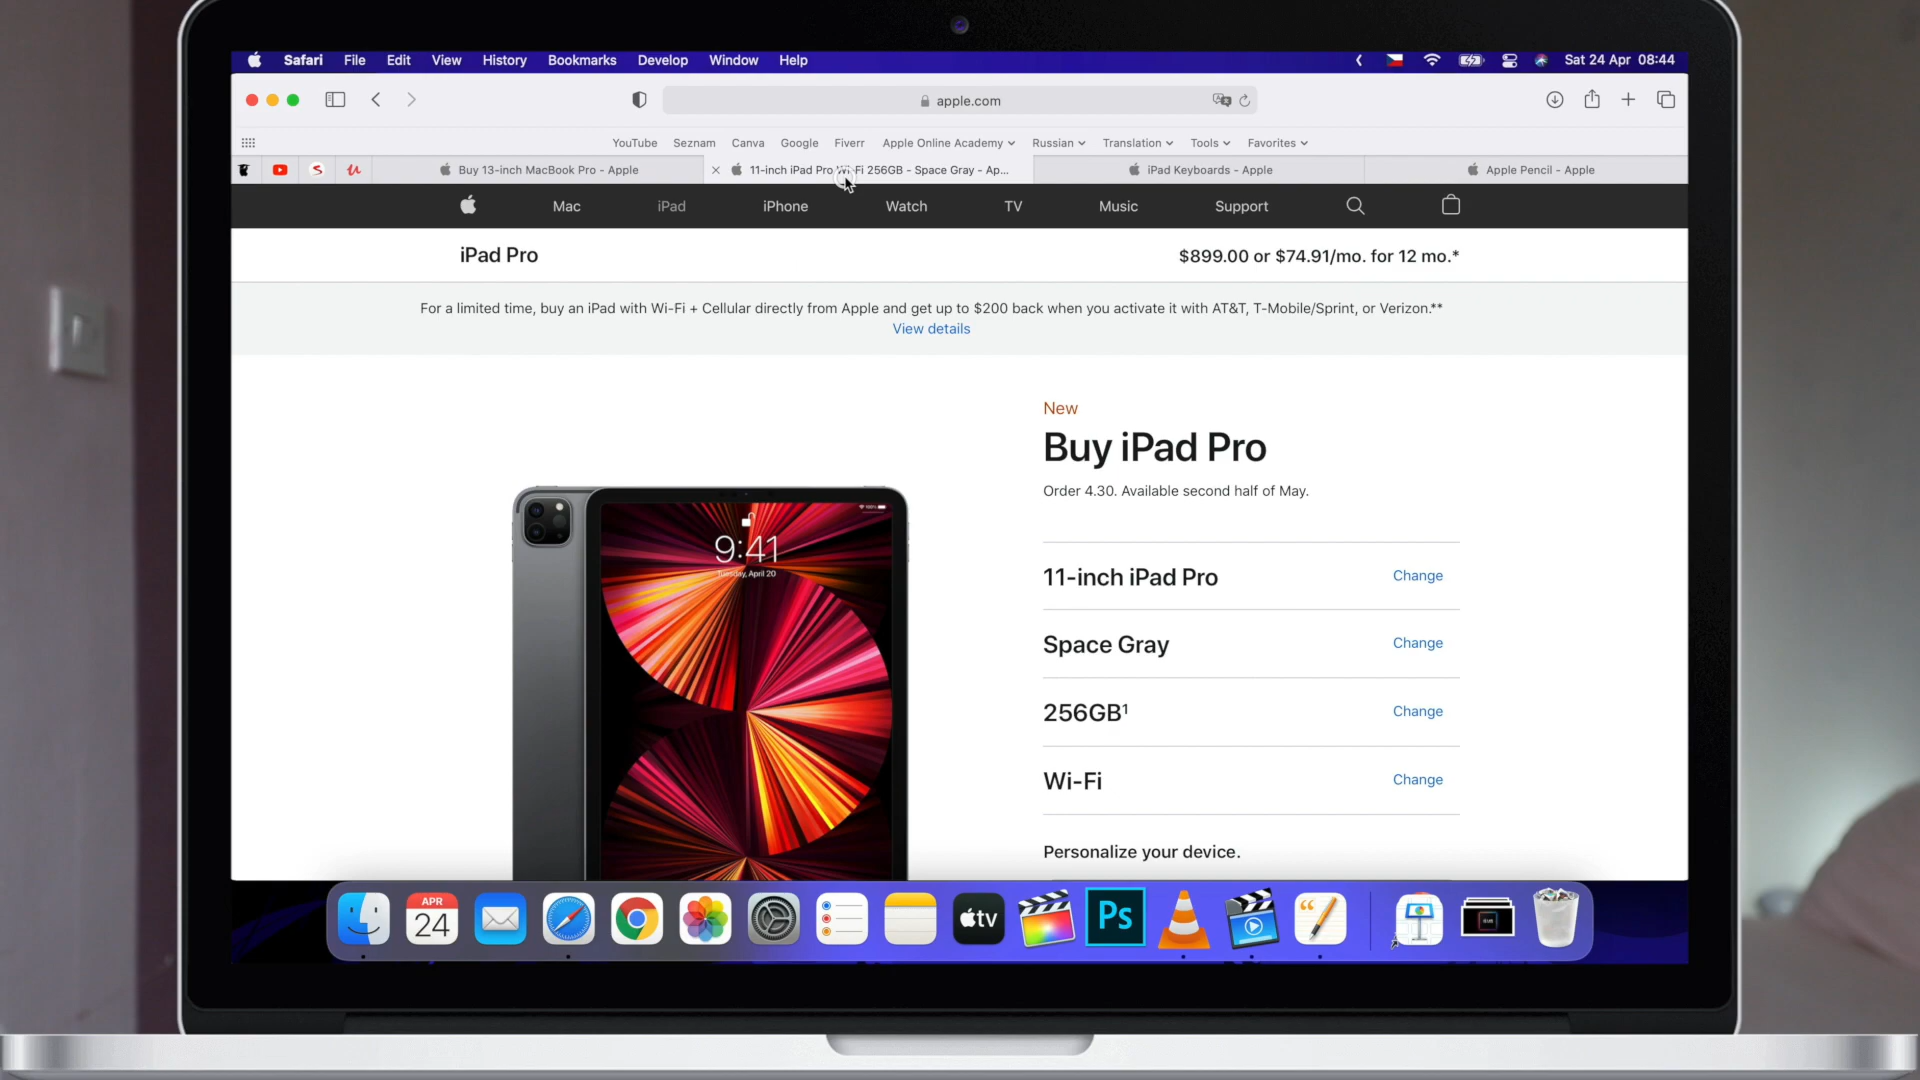 Safari File Edit View History Bookmarks Develop Window Help Sat 24 Apr 08:44
apple.com
YouTube Seznam Canva Google Fiverr Apple Online Academy Russian Translation Tools Favorites
Buy 13-inch MacBook Pro - Apple
11-inch iPad Pro Wi-Fi 256GB - Space Gray - Ap...
iPad Keyboards - Apple
Apple Pencil - Apple
Mac iPad iPhone Watch TV Music Support
iPad Pro
$899.00 or $74.91/mo. for 12 mo.*
For a limited time, buy an iPad with Wi-Fi + Cellular directly from Apple and get up to $200 back when you activate it with AT&T, T-Mobile/Sprint, or Verizon.**
View details
New
Buy iPad Pro
Order 4.30. Available second half of May.
11-inch iPad Pro Change
Space Gray Change
256GB¹ Change
Wi-Fi Change
Personalize your device.
9:41
Tuesday, April 20
APR
24
tv
Ps